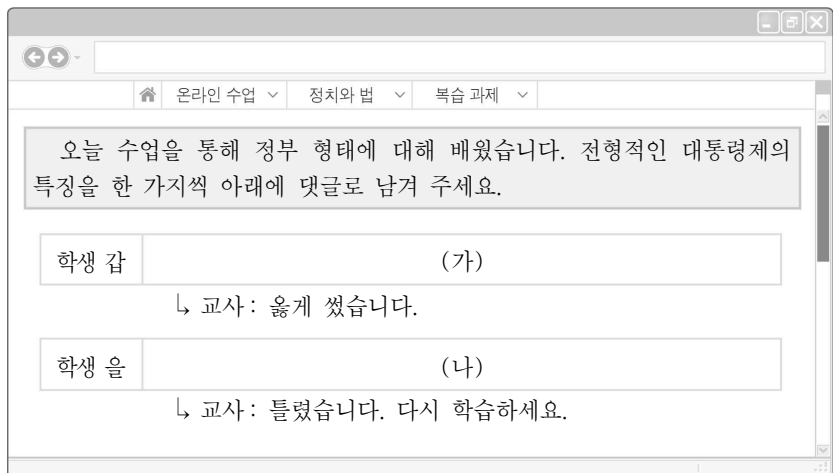 온라인 수업 정치와 법 복습 과제
오늘 수업을 통해 정부 형태에 대해 배웠습니다. 전형적인 대통령제의
특징을 한 가지씩 아래에 댓글로 남겨 주세요.
학생 갑 (가)
↳ 교사: 옳게 썼습니다.
학생 을 (나)
↳ 교사: 틀렸습니다. 다시 학습하세요.